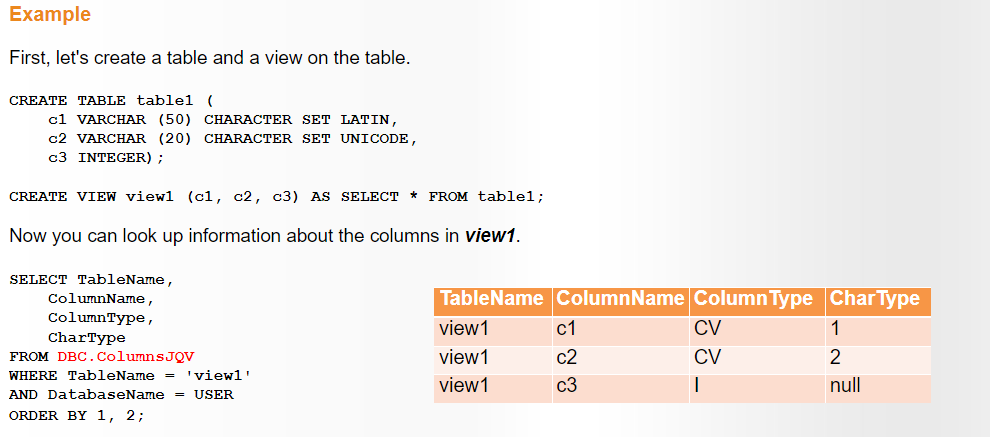 Example
First, let's create a table and a view on the table.
CREATE TABLE table1 (
c1 VARCHAR (50) CHARACTER SET LATIN,
c2 VARCHAR (20) CHARACTER SET UNICODE,
c3 INTEGER);
CREATE VIEW view1 (c1, c2, c3) AS SELECT * FROM table1;
Now you can look up information about the columns in view1.
SELECT TableName,
ColumnName,
ColumnType,
CharType
FROM DBC.ColumnsJQV
WHERE TableName = 'view1'
AND DatabaseName = USER
ORDER BY 1, 2;
TableName ColumnName ColumnType CharType
view1 c1 CV 1
view1 c2 CV 2
view1 c3 I null